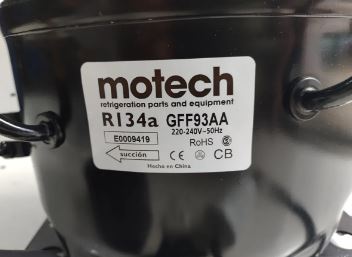 motech
refrigeration parts and equipment
R134a GFF93AA
220-240V~50Hz
E0009419
RoHS
succión
CE
CB
Hecho en China